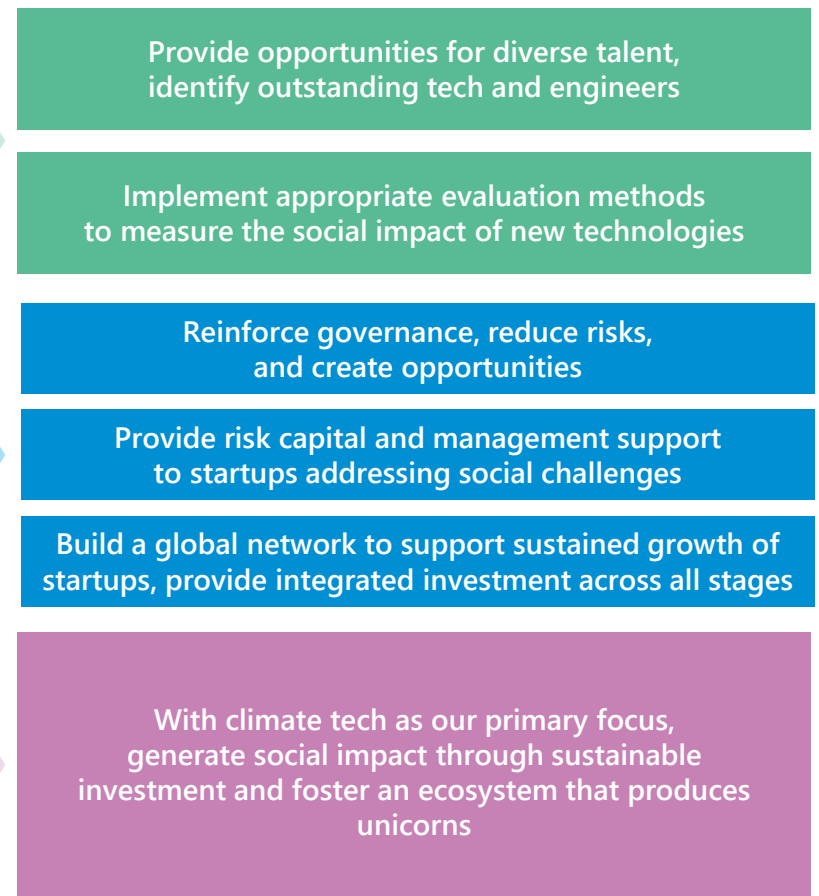 Provide opportunities for diverse talent,
identify outstanding tech and engineers
Implement appropriate evaluation methods
to measure the social impact of new technologies
Reinforce governance, reduce risks,
and create opportunities
Provide risk capital and management support
to startups addressing social challenges
Build a global network to support sustained growth of
startups, provide integrated investment across all stages
With climate tech as our primary focus,
generate social impact through sustainable
investment and foster an ecosystem that produces
unicorns